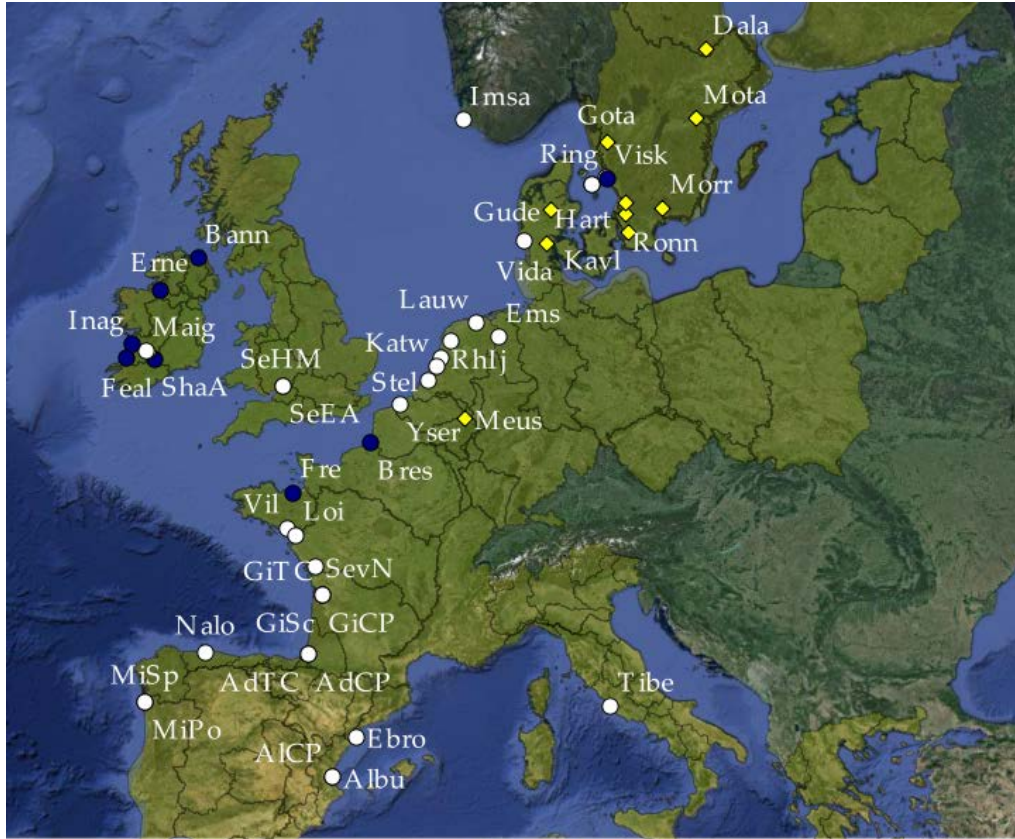 Dala
Imsa
Mota
Gota
Ring Visk
Morr
Gude Hart
Bann
Ronn
Erne
Vida Kavl
Lauw Ems
Inag Maig
Katw
RhIj
SeHM
Feal ShaA
Stel
SeEA
Yser Meus
Fre
Bres
Vil Loi
GiTC SevN
Nalo GiSc GiCP
MiSp AdTC AdCP
Tibe
MiPo
Ebro
AlCP
Albu